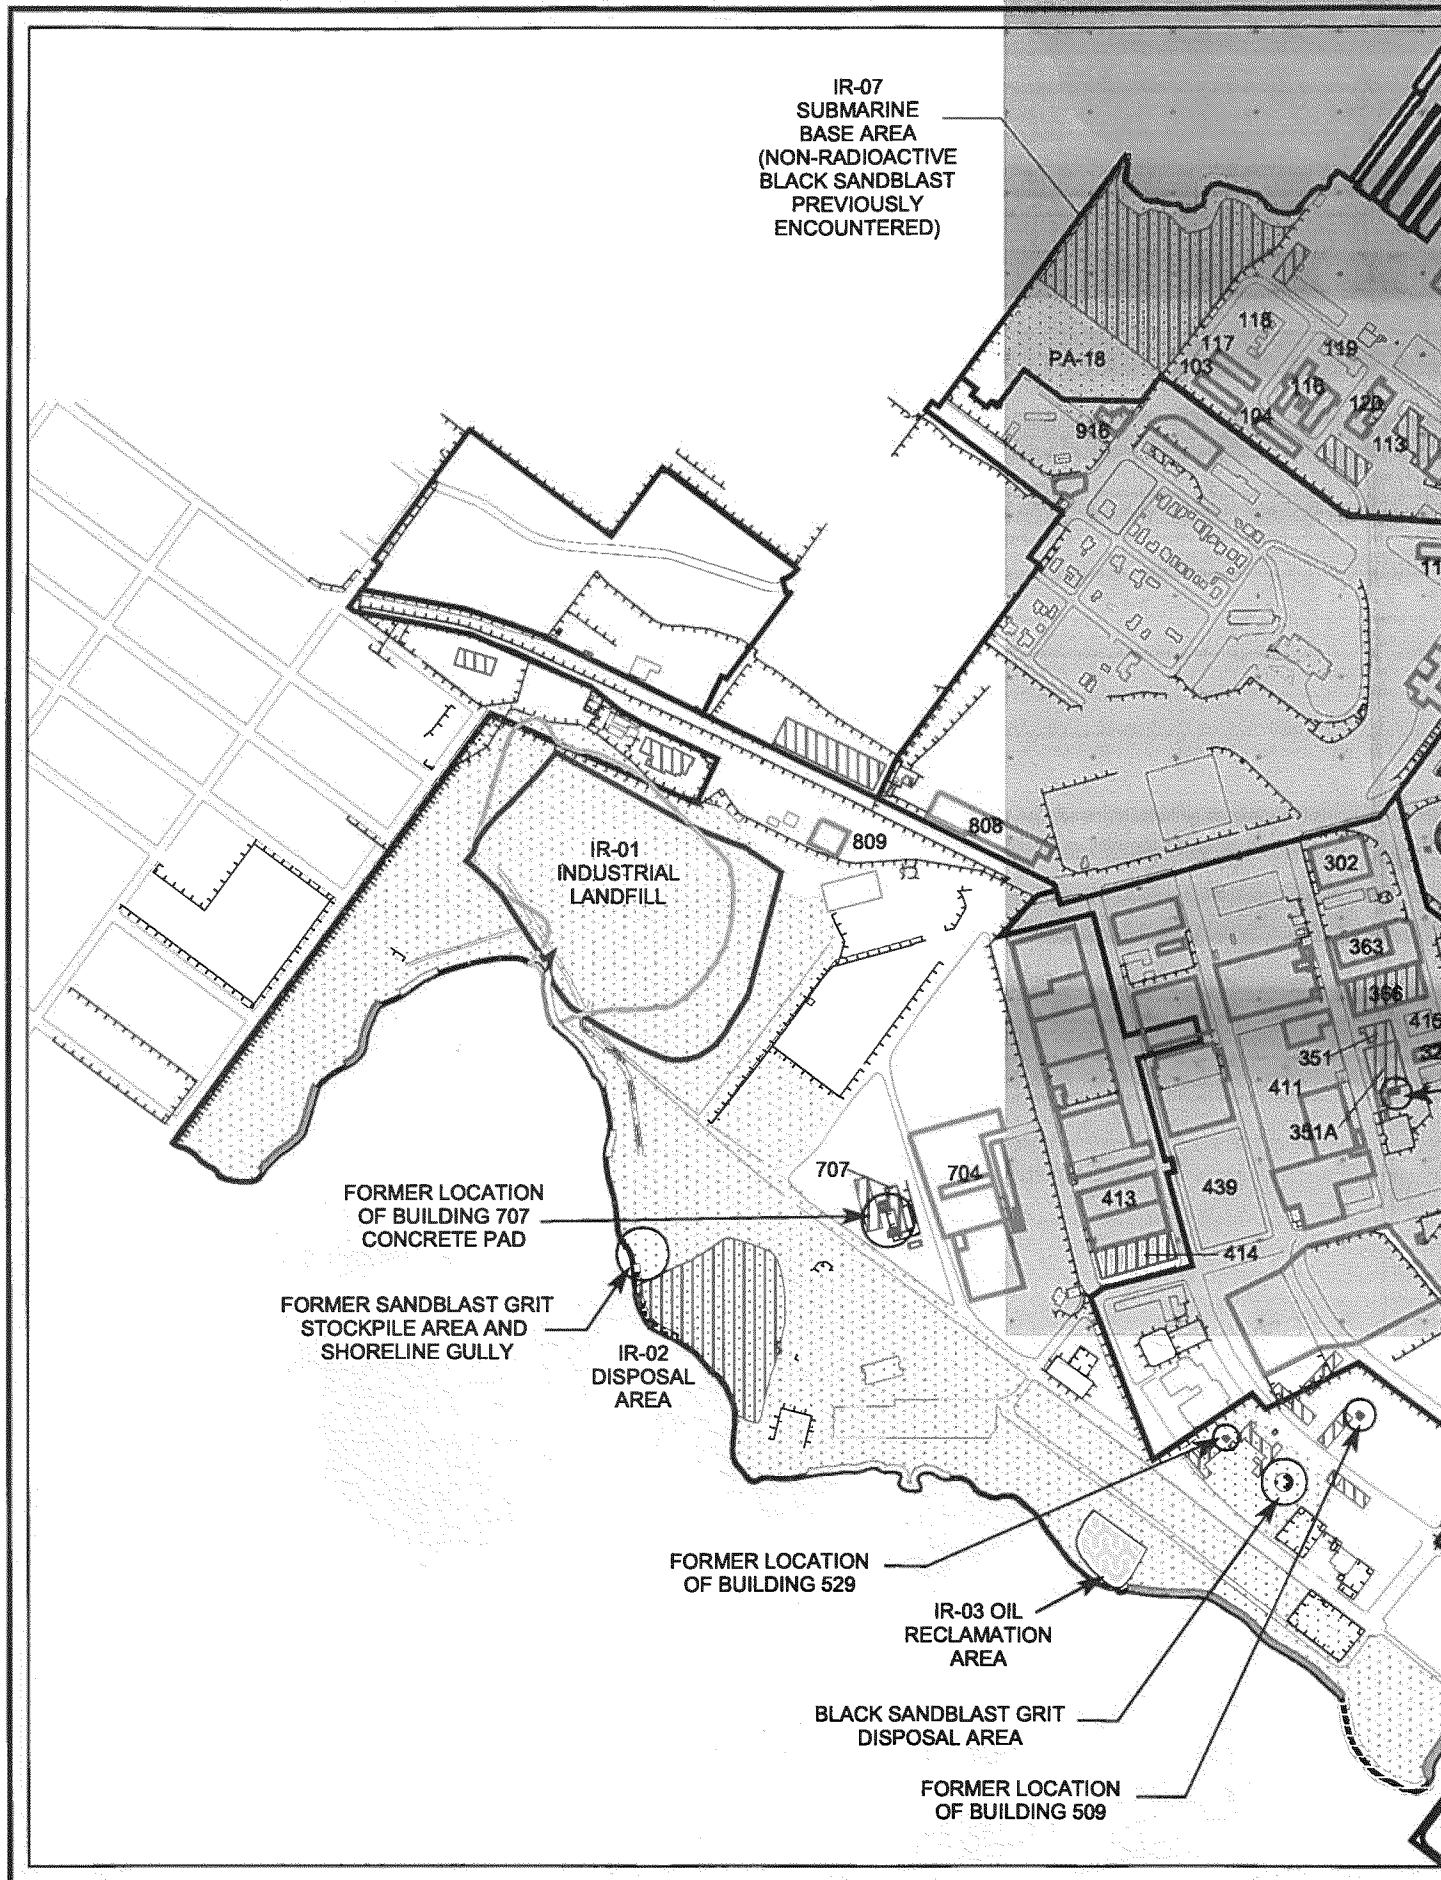 IR-07
SUBMARINE
BASE AREA
(NON-RADIOACTIVE
BLACK SANDBLAST
PREVIOUSLY
ENCOUNTERED)
118
117
119
PA-18
103
116
120
104
916
113
11
808
809
302
IR-01
INDUSTRIAL
LANDFILL
363
366
415
32
351
411
351A
707
704
413
439
FORMER LOCATION
OF BUILDING 707
CONCRETE PAD
414
FORMER SANDBLAST GRIT
STOCKPILE AREA AND
SHORELINE GULLY
IR-02
DISPOSAL
AREA
FORMER LOCATION
OF BUILDING 529
IR-03 OIL
RECLAMATION
AREA
BLACK SANDBLAST GRIT
DISPOSAL AREA
FORMER LOCATION
OF BUILDING 509